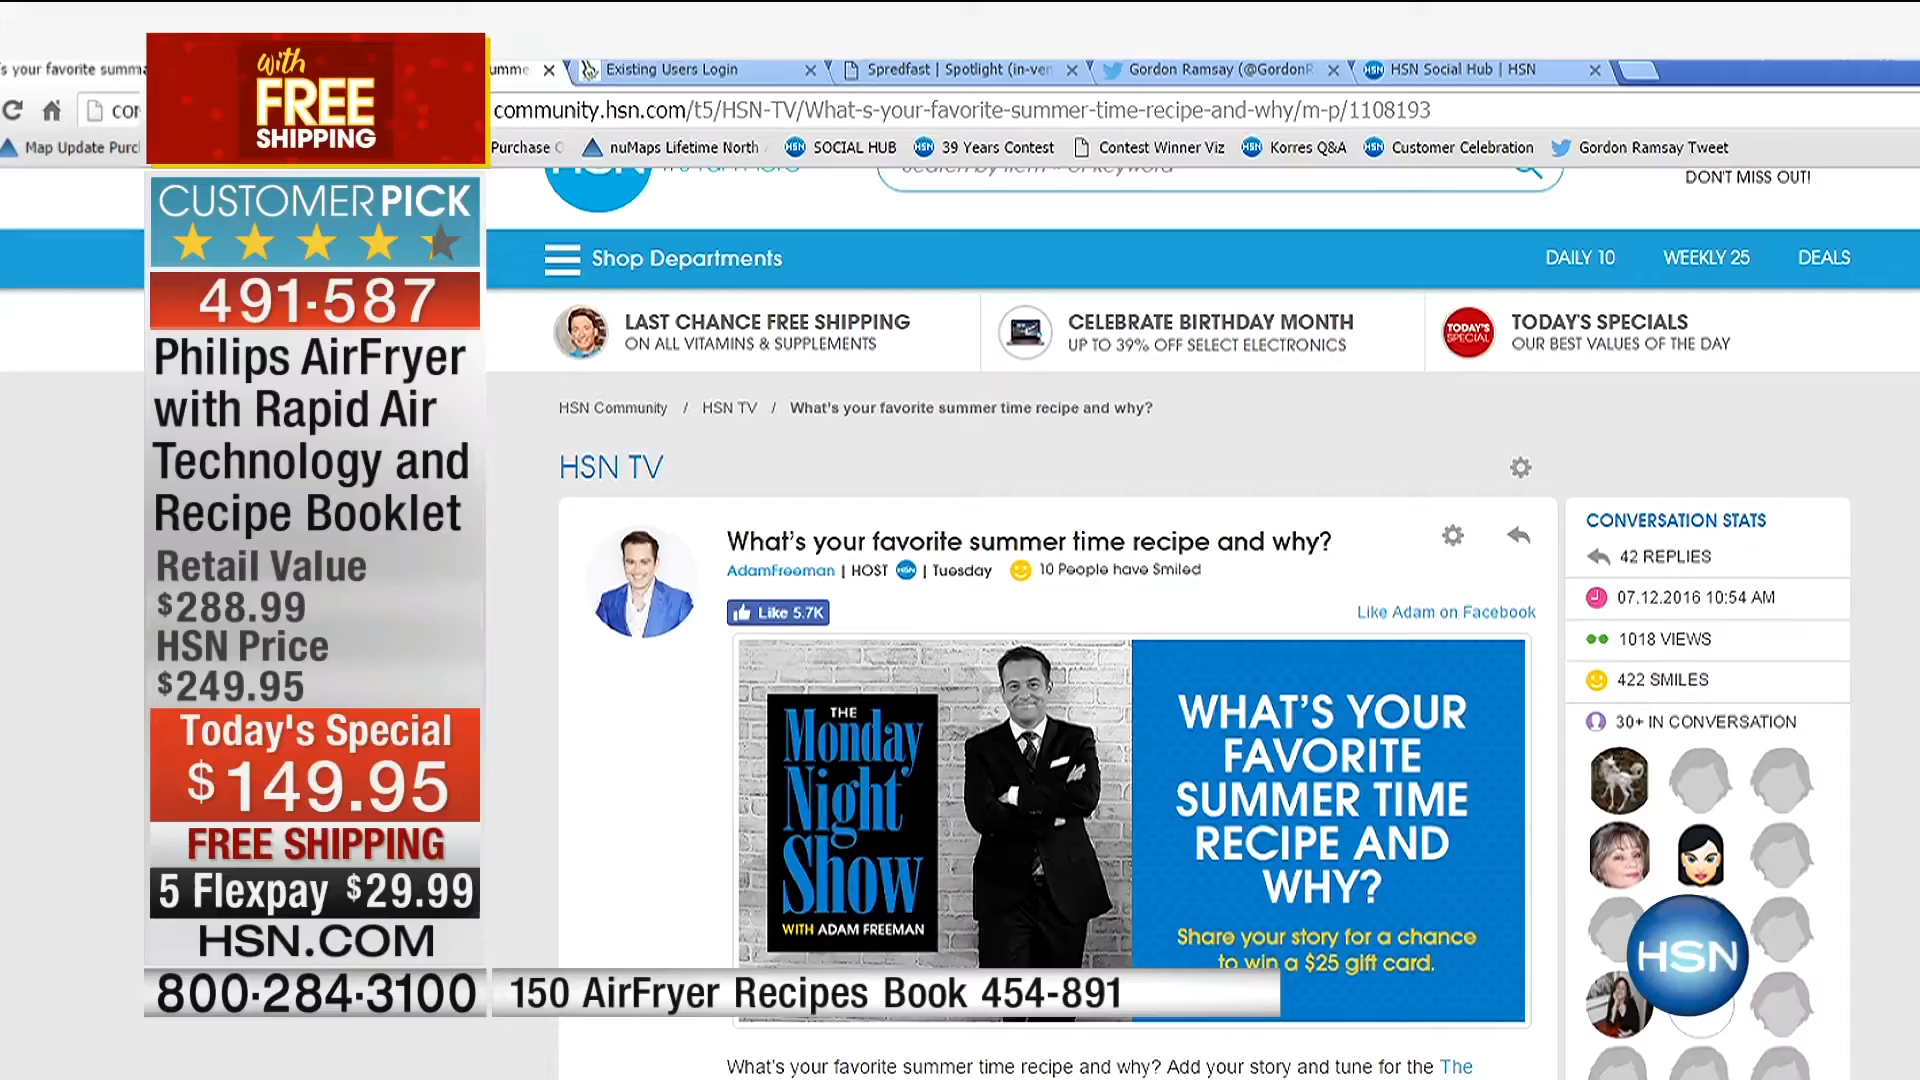 with
FREE
SHIPPING
CUSTOMER PICK
491-587
Philips AirFryer
with Rapid Air
Technology and
Recipe Booklet
Retail Value
$288.99
HSN Price
$249.95
Today's Special
$149.95
FREE SHIPPING
5 Flexpay $29.99
HSN.COM
800·284·3100
150 AirFryer Recipes Book 454-891
's your favorite summ
umme
Existing Users Login
Spredfast | Spotlight (in-ven
Gordon Ramsay (@GordonR
HSN Social Hub | HSN
community.hsn.com/t5/HSN-TV/What-s-your-favorite-summer-time-recipe-and-why/m-p/1108193
Map Update Purc
Purchase
nuMaps Lifetime North
SOCIAL HUB
39 Years Contest
Contest Winner Viz
Korres Q&A
Customer Celebration
Gordon Ramsay Tweet
HSN
DON'T MISS OUT!
Shop Departments
DAILY 10
WEEKLY 25
DEALS
LAST CHANCE FREE SHIPPING
ON ALL VITAMINS & SUPPLEMENTS
CELEBRATE BIRTHDAY MONTH
UP TO 39% OFF SELECT ELECTRONICS
TODAY'S SPECIAL
TODAY'S SPECIALS
OUR BEST VALUES OF THE DAY
HSN Community / HSN TV / What's your favorite summer time recipe and why?
HSN TV
What's your favorite summer time recipe and why?
AdamFreeman | HOST HSN | Tuesday 10 People have Smiled
Like 5.7K
Like Adam on Facebook
THE
Monday
Night
Show
WITH ADAM FREEMAN
WHAT'S YOUR
FAVORITE
SUMMER TIME
RECIPE AND
WHY?
Share your story for a chance
to win a $25 gift card.
What's your favorite summer time recipe and why? Add your story and tune for the The
CONVERSATION STATS
42 REPLIES
07.12.2016 10:54 AM
1018 VIEWS
422 SMILES
30+ IN CONVERSATION
HSN